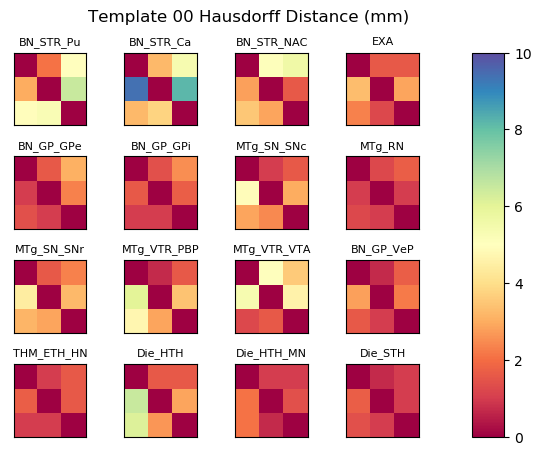 Template 00 Hausdorff Distance (mm)
BN_STR_Pu BN_STR_Ca BN_STR_NAC EXA
BN_GP_GPe BN_GP_GPi MTg_SN_SNc MTg_RN
MTg_SN_SNr MTg_VTR_PBP MTg_VTR_VTA BN_GP_VeP
THM_ETH_HN Die_HTH Die_HTH_MN Die_STH
10
8
6
4
2
0